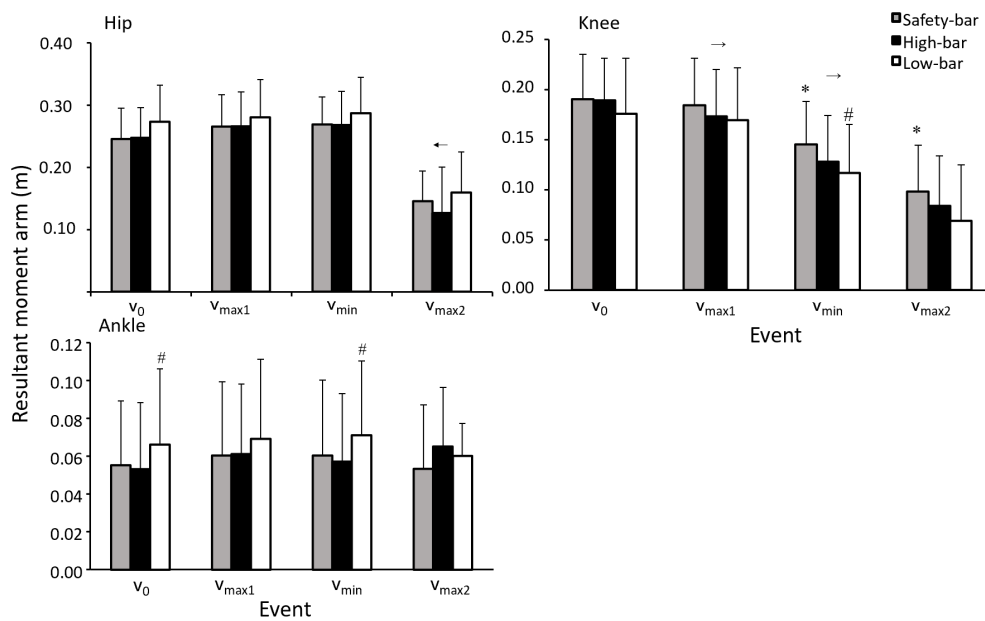 Hip
0.40
0.30
0.20
0.10
v0
vmax1
vmin
vmax2
Knee
Safety-bar
High-bar
Low-bar
0.25
0.20
0.15
0.10
0.05
0.00
→
→
*
#
*
v0
vmax1
vmin
vmax2
Event
←
Resultant moment arm (m)
Ankle
0.12
0.10
0.08
0.06
0.04
0.02
0.00
#
#
v0
vmax1
vmin
vmax2
Event